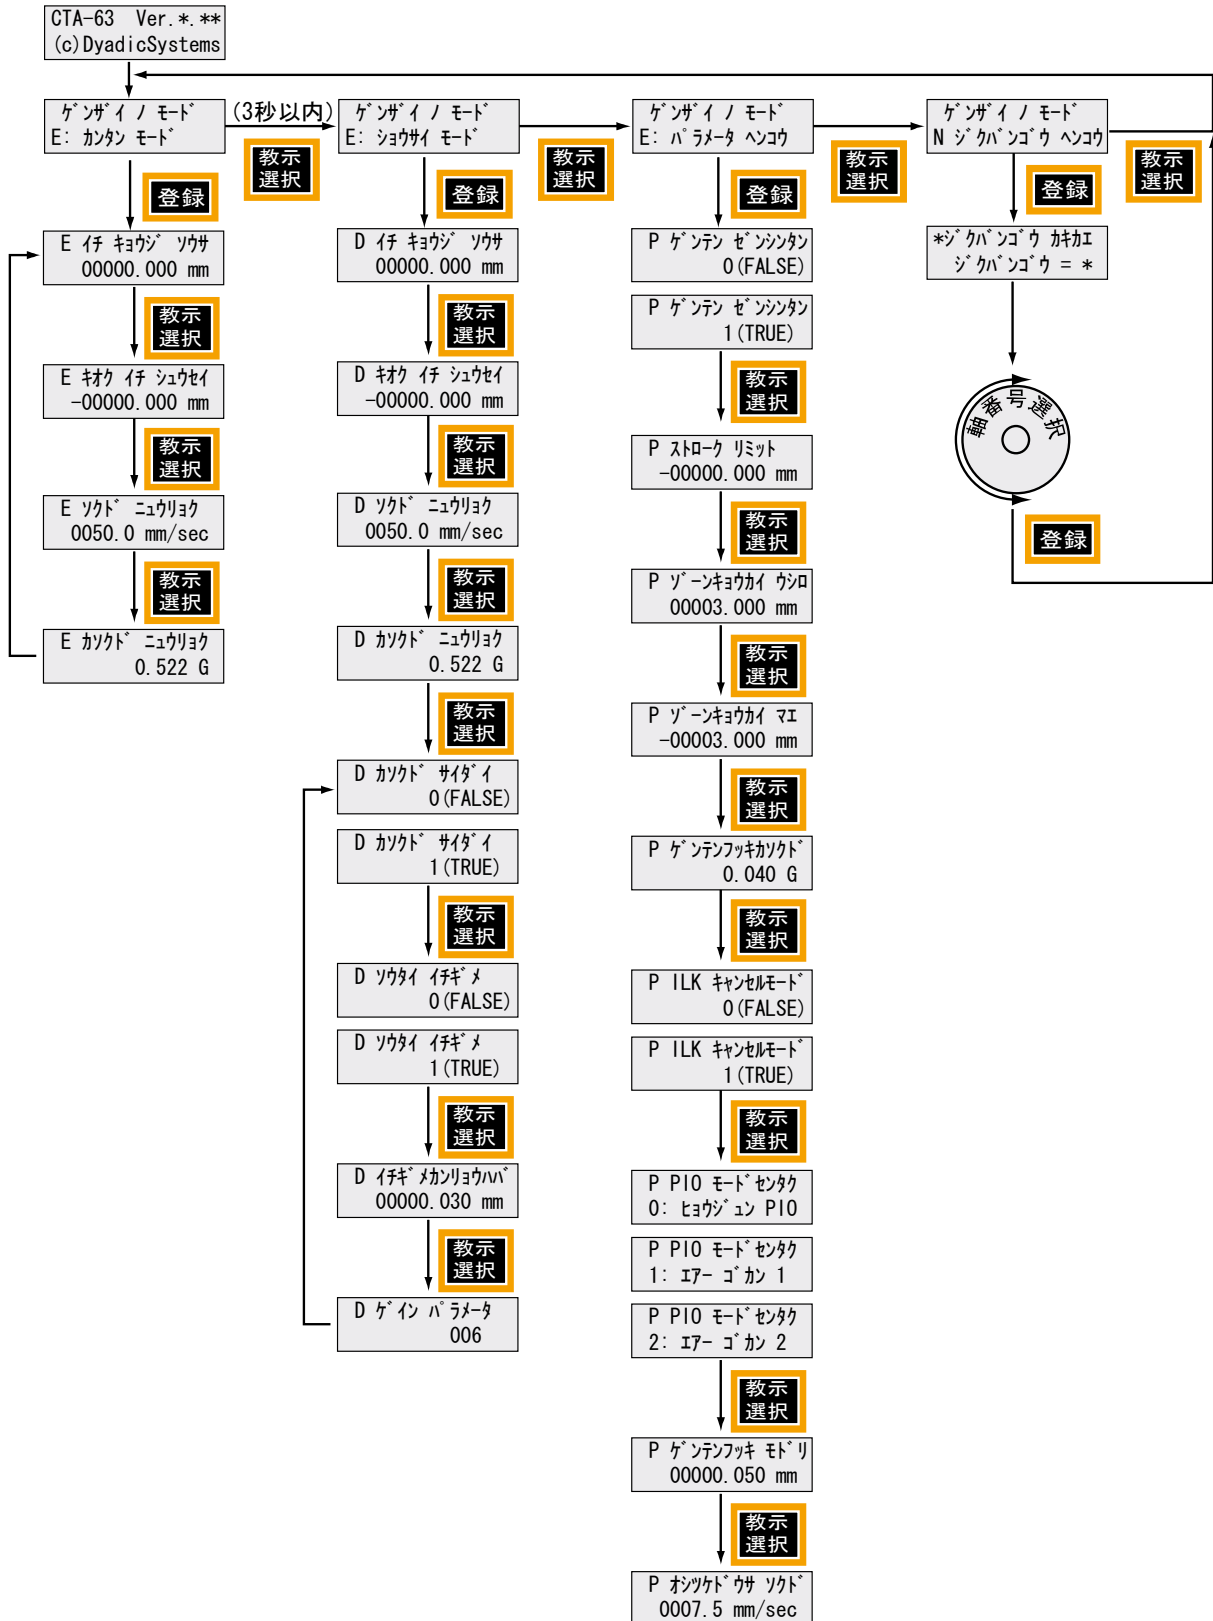 CTA-63 Ver.*.**
(c)DyadicSystems
ｹﾞﾝｻﾞｲ ﾉ ﾓｰﾄﾞ
E: ｶﾝﾀﾝ ﾓｰﾄﾞ
(3秒以内)
教示
選択
登録
E ｲﾁ ｷｮｳｼﾞ ｿｳｻ
00000.000 mm
教示
選択
E ｷｵｸ ｲﾁ ｼｭｳｾｲ
-00000.000 mm
教示
選択
E ｿｸﾄﾞ ﾆｭｳﾘｮｸ
0050.0 mm/sec
教示
選択
E ｶｿｸﾄﾞ ﾆｭｳﾘｮｸ
0.522 G
ｹﾞﾝｻﾞｲ ﾉ ﾓｰﾄﾞ
E: ｼｮｳｻｲ ﾓｰﾄﾞ
教示
選択
登録
D ｲﾁ ｷｮｳｼﾞ ｿｳｻ
00000.000 mm
教示
選択
D ｷｵｸ ｲﾁ ｼｭｳｾｲ
-00000.000 mm
教示
選択
D ｿｸﾄﾞ ﾆｭｳﾘｮｸ
0050.0 mm/sec
教示
選択
D ｶｿｸﾄﾞ ﾆｭｳﾘｮｸ
0.522 G
教示
選択
D ｶｿｸﾄﾞ ｻｲﾀﾞｲ
0(FALSE)
D ｶｿｸﾄﾞ ｻｲﾀﾞｲ
1(TRUE)
教示
選択
D ｿｳﾀｲ ｲﾁｷﾞﾒ
0(FALSE)
D ｿｳﾀｲ ｲﾁｷﾞﾒ
1(TRUE)
教示
選択
D ｲﾁｷﾞﾒｶﾝﾘｮｳﾊﾊﾞ
00000.030 mm
教示
選択
D ｹﾞｲﾝ ﾊﾟﾗﾒｰﾀ
006
ｹﾞﾝｻﾞｲ ﾉ ﾓｰﾄﾞ
E: ﾊﾟﾗﾒｰﾀ ﾍﾝｺｳ
教示
選択
登録
P ｹﾞﾝﾃﾝ ｾﾞﾝｼﾝﾀﾝ
0(FALSE)
P ｹﾞﾝﾃﾝ ｾﾞﾝｼﾝﾀﾝ
1(TRUE)
教示
選択
P ｽﾄﾛｰｸ ﾘﾐｯﾄ
-00000.000 mm
教示
選択
P ｿﾞｰﾝｷｮｳｶｲ ｳｼﾛ
00003.000 mm
教示
選択
P ｿﾞｰﾝｷｮｳｶｲ ﾏｴ
-00003.000 mm
教示
選択
P ｹﾞﾝﾃﾝﾌｯｷｶｿｸﾄﾞ
0.040 G
教示
選択
P ILK ｷｬﾝｾﾙﾓｰﾄﾞ
0(FALSE)
P ILK ｷｬﾝｾﾙﾓｰﾄﾞ
1(TRUE)
教示
選択
P PIO ﾓｰﾄﾞｾﾝﾀｸ
0: ﾋｮｳｼﾞｭﾝ PIO
P PIO ﾓｰﾄﾞｾﾝﾀｸ
1: ｴｱｰ ｺﾞｶﾝ 1
P PIO ﾓｰﾄﾞｾﾝﾀｸ
2: ｴｱｰ ｺﾞｶﾝ 2
教示
選択
P ｹﾞﾝﾃﾝﾌｯｷ ﾓﾄﾞﾘ
00000.050 mm
教示
選択
P ｵｼﾂｹﾄﾞｳｻ ｿｸﾄﾞ
0007.5 mm/sec
ｹﾞﾝｻﾞｲ ﾉ ﾓｰﾄﾞ
N ｼﾞｸﾊﾞﾝｺﾞｳ ﾍﾝｺｳ
教示
選択
登録
*ｼﾞｸﾊﾞﾝｺﾞｳ ｶｷｶｴ
ｼﾞｸﾊﾞﾝｺﾞｳ = *
軸番号選択
登録